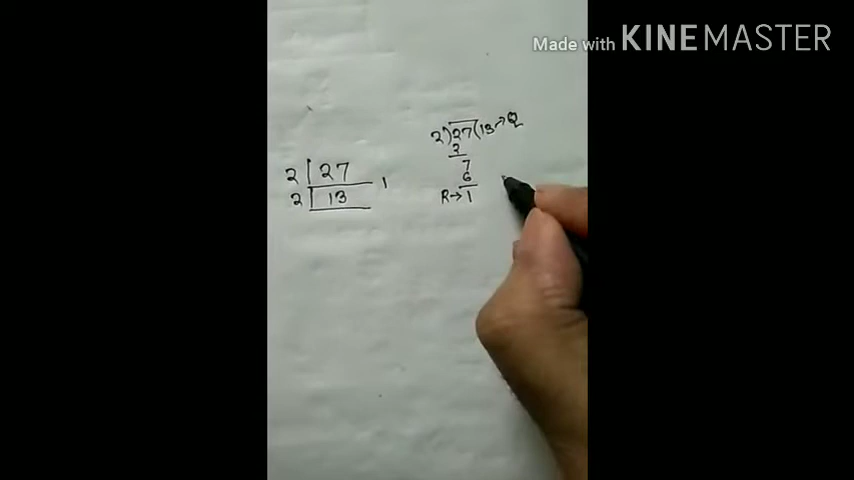 Made with KINEMASTER
2 27
2 13 1
2)27(13→Q
2
7
6
R→1